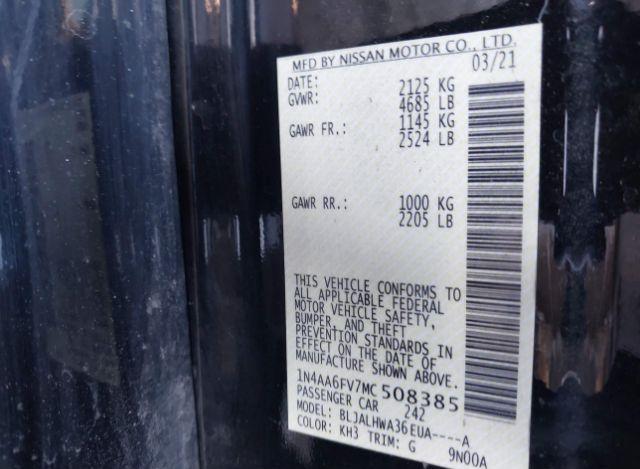 MFD BY NISSAN MOTOR CO., LTD.
DATE: 03/21
GVWR: 2125 KG
4685 LB
GAWR FR.: 1145 KG
2524 LB
GAWR RR.: 1000 KG
2205 LB
THIS VEHICLE CONFORMS TO
ALL APPLICABLE FEDERAL
MOTOR VEHICLE SAFETY,
BUMPER, AND THEFT
PREVENTION STANDARDS IN
EFFECT ON THE DATE OF
MANUFACTURE SHOWN ABOVE.
1N4AA6FV7MC508385
PASSENGER CAR 242
MODEL: BLJALHWA36EUA----A
COLOR: KH3 TRIM: G 9N00A